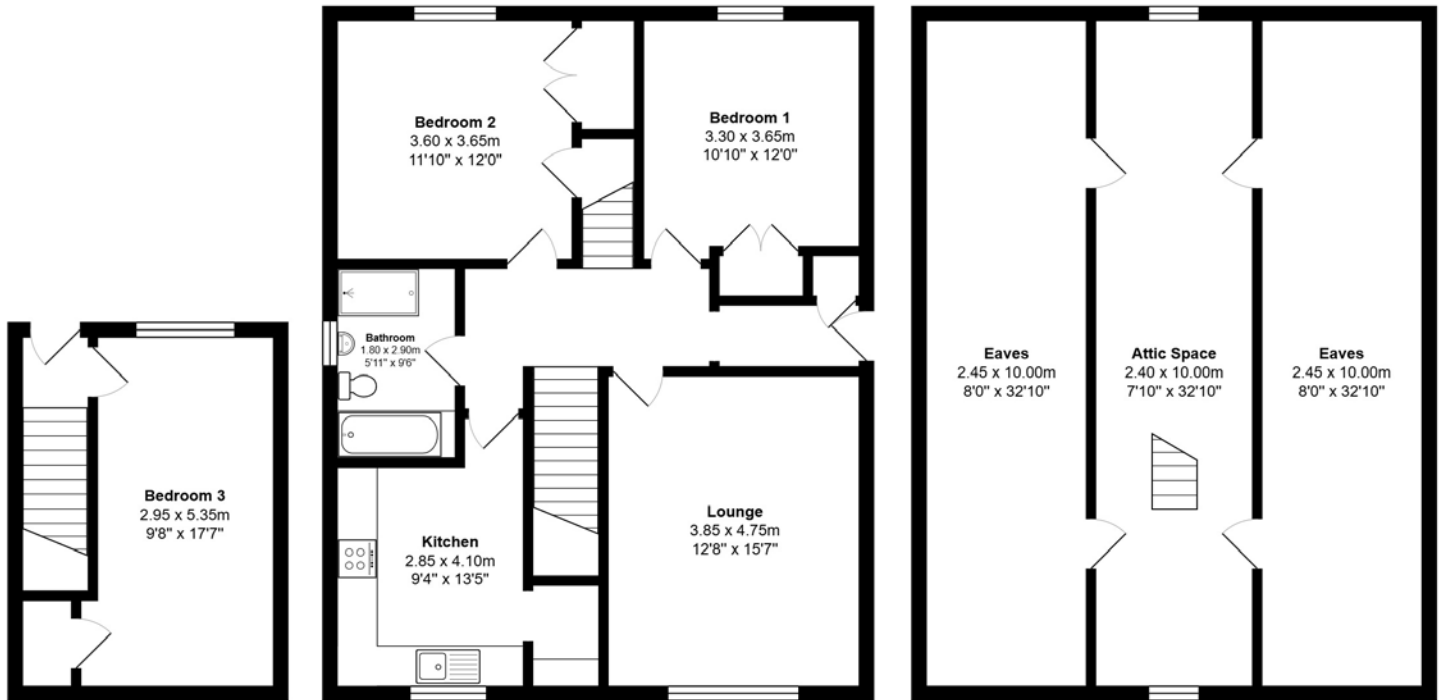 Bedroom 2
3.60 x 3.65m
11'10" x 12'0"
Bedroom 1
3.30 x 3.65m
10'10" x 12'0"
Bathroom
1.80 x 2.90m
5'11" x 9'6"
Eaves
2.45 x 10.00m
8'0" x 32'10"
Attic Space
2.40 x 10.00m
7'10" x 32'10"
Eaves
2.45 x 10.00m
8'0" x 32'10"
Bedroom 3
2.95 x 5.35m
9'8" x 17'7"
Kitchen
2.85 x 4.10m
9'4" x 13'5"
Lounge
3.85 x 4.75m
12'8" x 15'7"